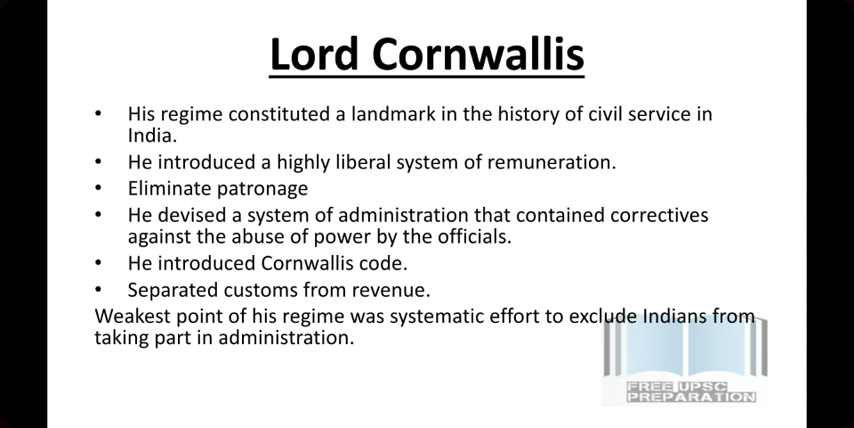 Lord Cornwallis
• His regime constituted a landmark in the history of civil service in
India.
• He introduced a highly liberal system of remuneration.
• Eliminate patronage
• He devised a system of administration that contained correctives
against the abuse of power by the officials.
• He introduced Cornwallis code.
• Separated customs from revenue.
Weakest point of his regime was systematic effort to exclude Indians from
taking part in administration.
FREE UPSC
PREPARATION